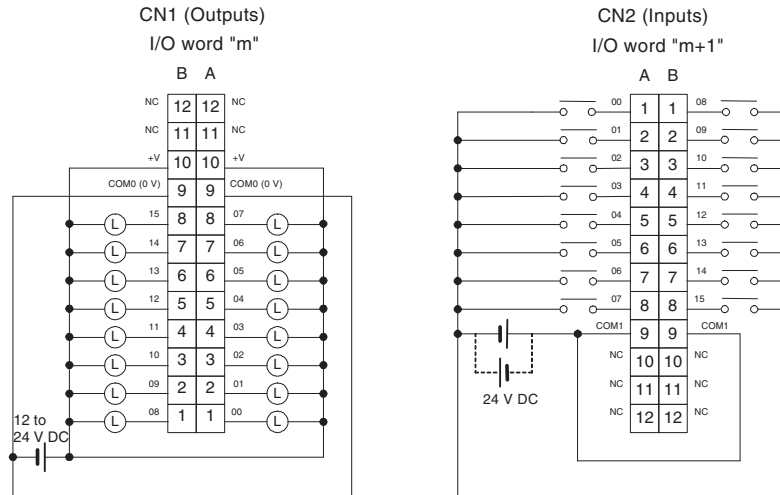 CN1 (Outputs)
I/O word "m"
B A
NC 12 12 NC
NC 11 11 NC
+V 10 10 +V
COM0 (0 V) 9 9 COM0 (0 V)
L 15 8 8 07 L
L 14 7 7 06 L
L 13 6 6 05 L
L 12 5 5 04 L
L 11 4 4 03 L
L 10 3 3 02 L
L 09 2 2 01 L
L 08 1 1 00 L
12 to
24 V DC
CN2 (Inputs)
I/O word "m+1"
A B
00 1 1 08
01 2 2 09
02 3 3 10
03 4 4 11
04 5 5 12
05 6 6 13
06 7 7 14
07 8 8 15
COM1 9 9 COM1
NC 10 10 NC
NC 11 11 NC
NC 12 12 NC
24 V DC